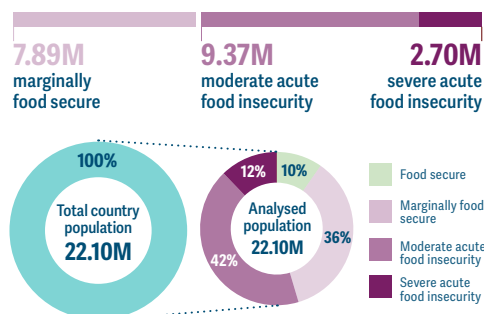 7.89M
marginally
food secure
9.37M
moderate acute
food insecurity
2.70M
severe acute
food insecurity
100%
Total country
population
22.10M
12%
10%
36%
42%
Analysed
population
22.10M
Food secure
Marginally food
secure
Moderate acute
food insecurity
Severe acute
food insecurity